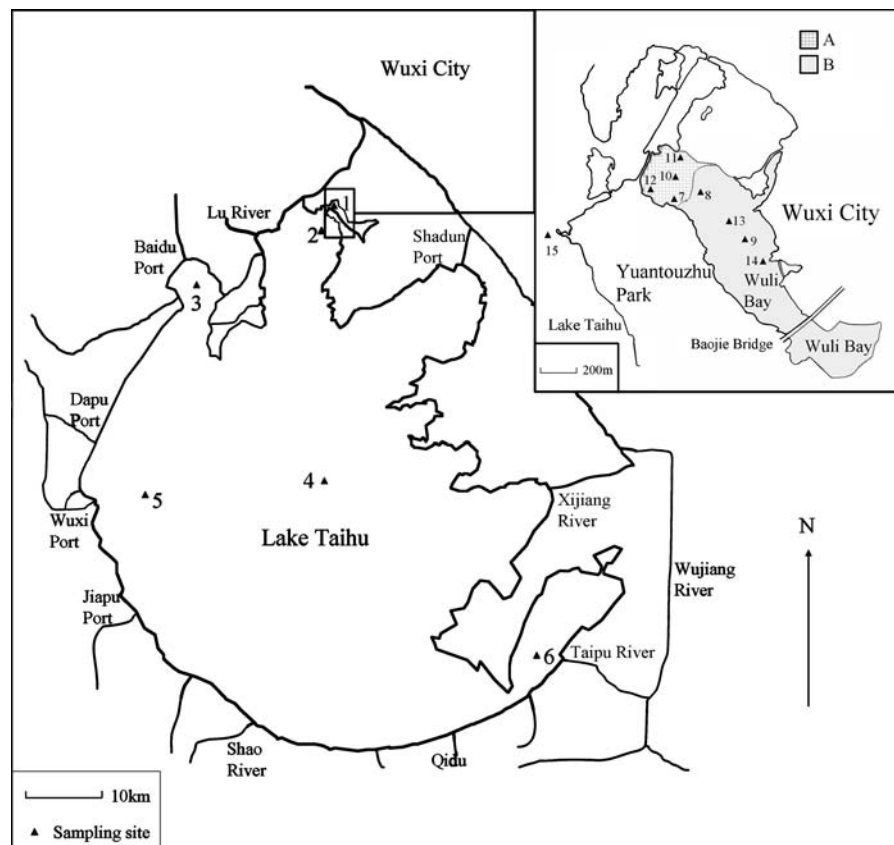 Wuxi City
Lu River
Baidu
Port
1
2
3
Shadun
Port
Dapu
Port
4
5
Wuxi
Port
Lake Taihu
Xijiang
River
Wujiang
River
Jiapu
Port
6
Taipu River
Shao
River
Qidu
N
10km
Sampling site
A
B
11
10
12
7
8
13
9
14
15
Wuxi City
Yuantouzhu
Park
Wuli
Bay
Lake Taihu
Baojie Bridge
Wuli Bay
200m